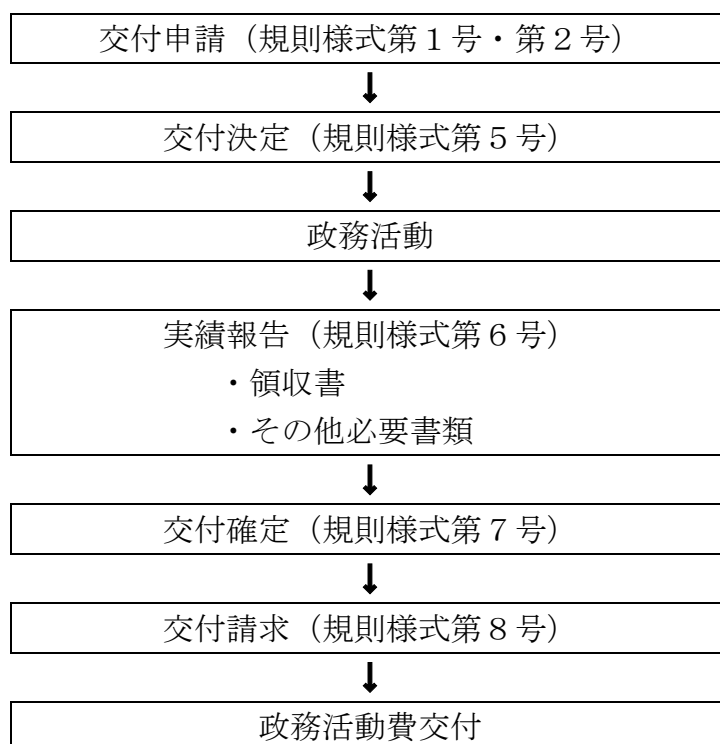 交付申請（規則様式第１号・第２号）
交付決定（規則様式第５号）
政務活動
実績報告（規則様式第６号）
・領収書
・その他必要書類
交付確定（規則様式第７号）
交付請求（規則様式第８号）
政務活動費交付